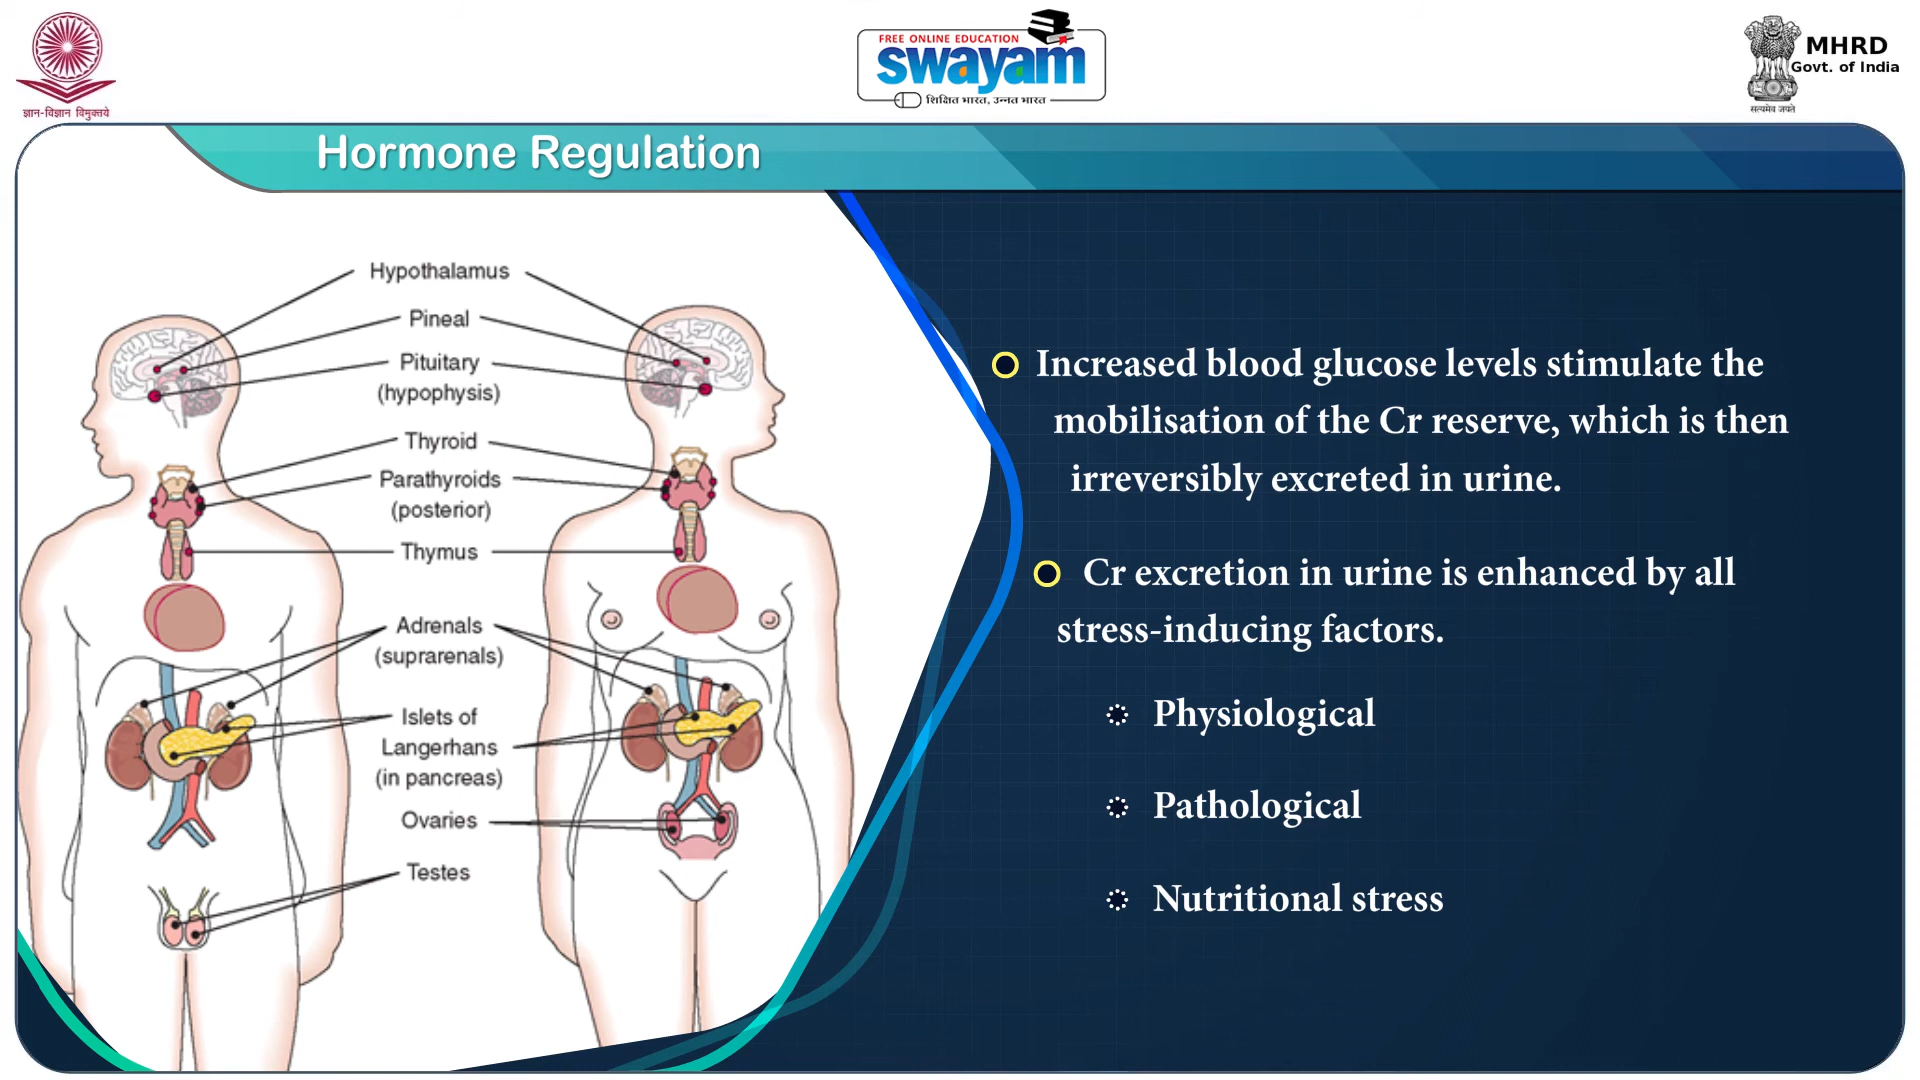 ज्ञान-विज्ञान विमुक्तये
FREE ONLINE EDUCATION
swayam
शिक्षित भारत, उन्नत भारत
MHRD
Govt. of India
सत्यमेव जयते
Hormone Regulation
Hypothalamus
Pineal
Pituitary
(hypophysis)
Thyroid
Parathyroids
(posterior)
Thymus
Adrenals
(suprarenals)
Islets of
Langerhans
(in pancreas)
Ovaries
Testes
Increased blood glucose levels stimulate the
mobilisation of the Cr reserve, which is then
irreversibly excreted in urine.
Cr excretion in urine is enhanced by all
stress-inducing factors.
Physiological
Pathological
Nutritional stress